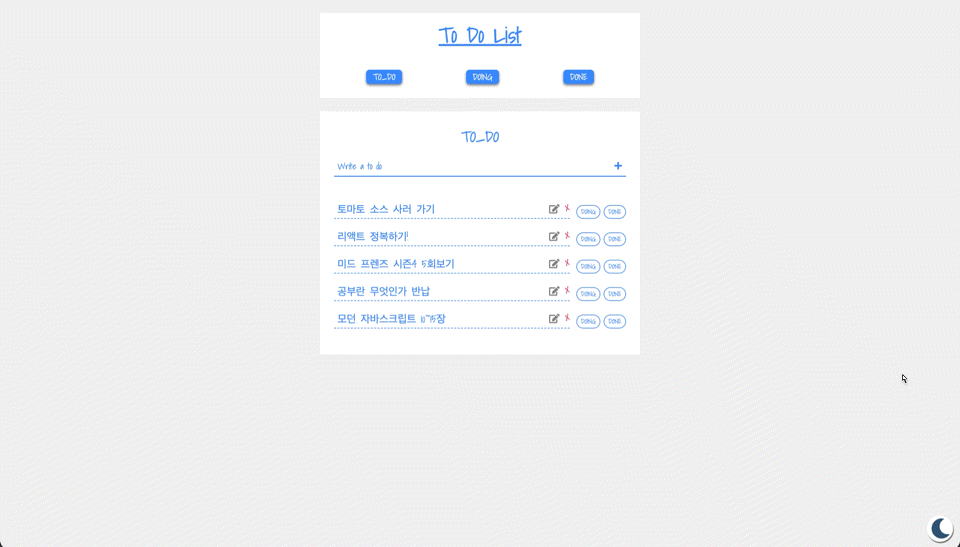 To Do List
TO_DO DOING DONE
TO_DO
Write a to do
토마토 소스 사러 가기 DOING DONE
리액트 정복하기! DOING DONE
미드 프렌즈 시즌4 5회보기 DOING DONE
공부란 무엇인가 반납 DOING DONE
모던 자바스크립트 10~15장 DOING DONE